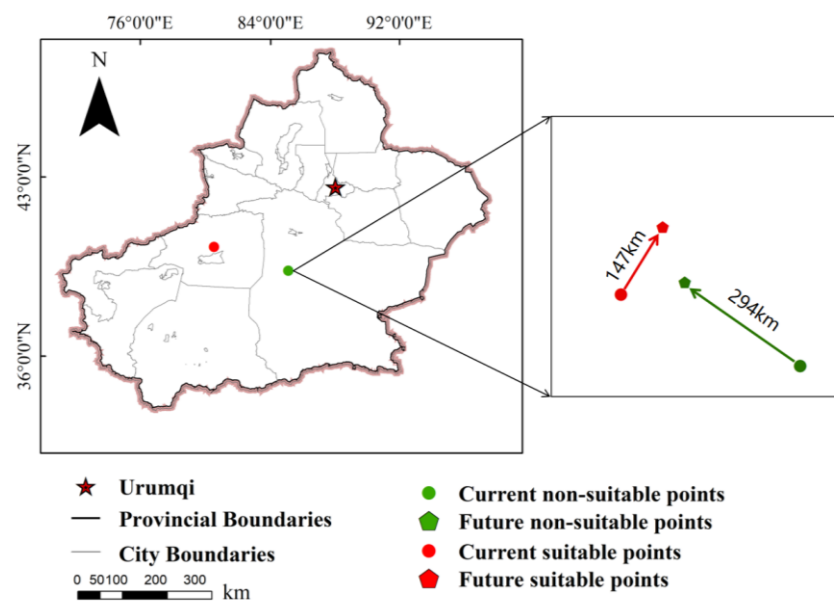 76°0'0"E 84°0'0"E 92°0'0"E
N
43°0'0"N
36°0'0"N
147km
294km
Urumqi
Provincial Boundaries
City Boundaries
0 50 100 200 300 km
Current non-suitable points
Future non-suitable points
Current suitable points
Future suitable points